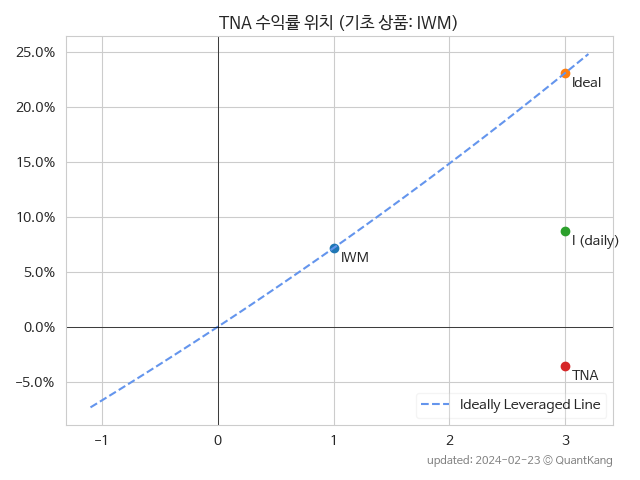 TNA 수익률 위치 (기초 상품: IWM)
25.0%
20.0%
15.0%
10.0%
5.0%
0.0%
−5.0%
Ideal
I (daily)
IWM
TNA
Ideally Leveraged Line
−1 0 1 2 3
updated: 2024-02-23 © QuantKang